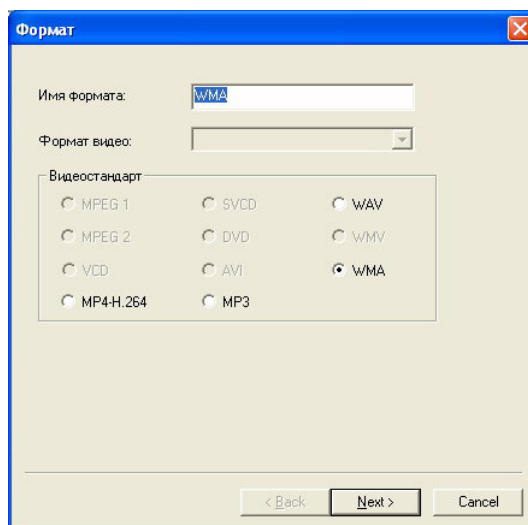 Формат
Имя формата: WMA
Формат видео:
Видеостандарт
MPEG 1 SVCD WAV
MPEG 2 DVD WMV
VCD AVI WMA
MP4-H.264 MP3
< Back Next > Cancel